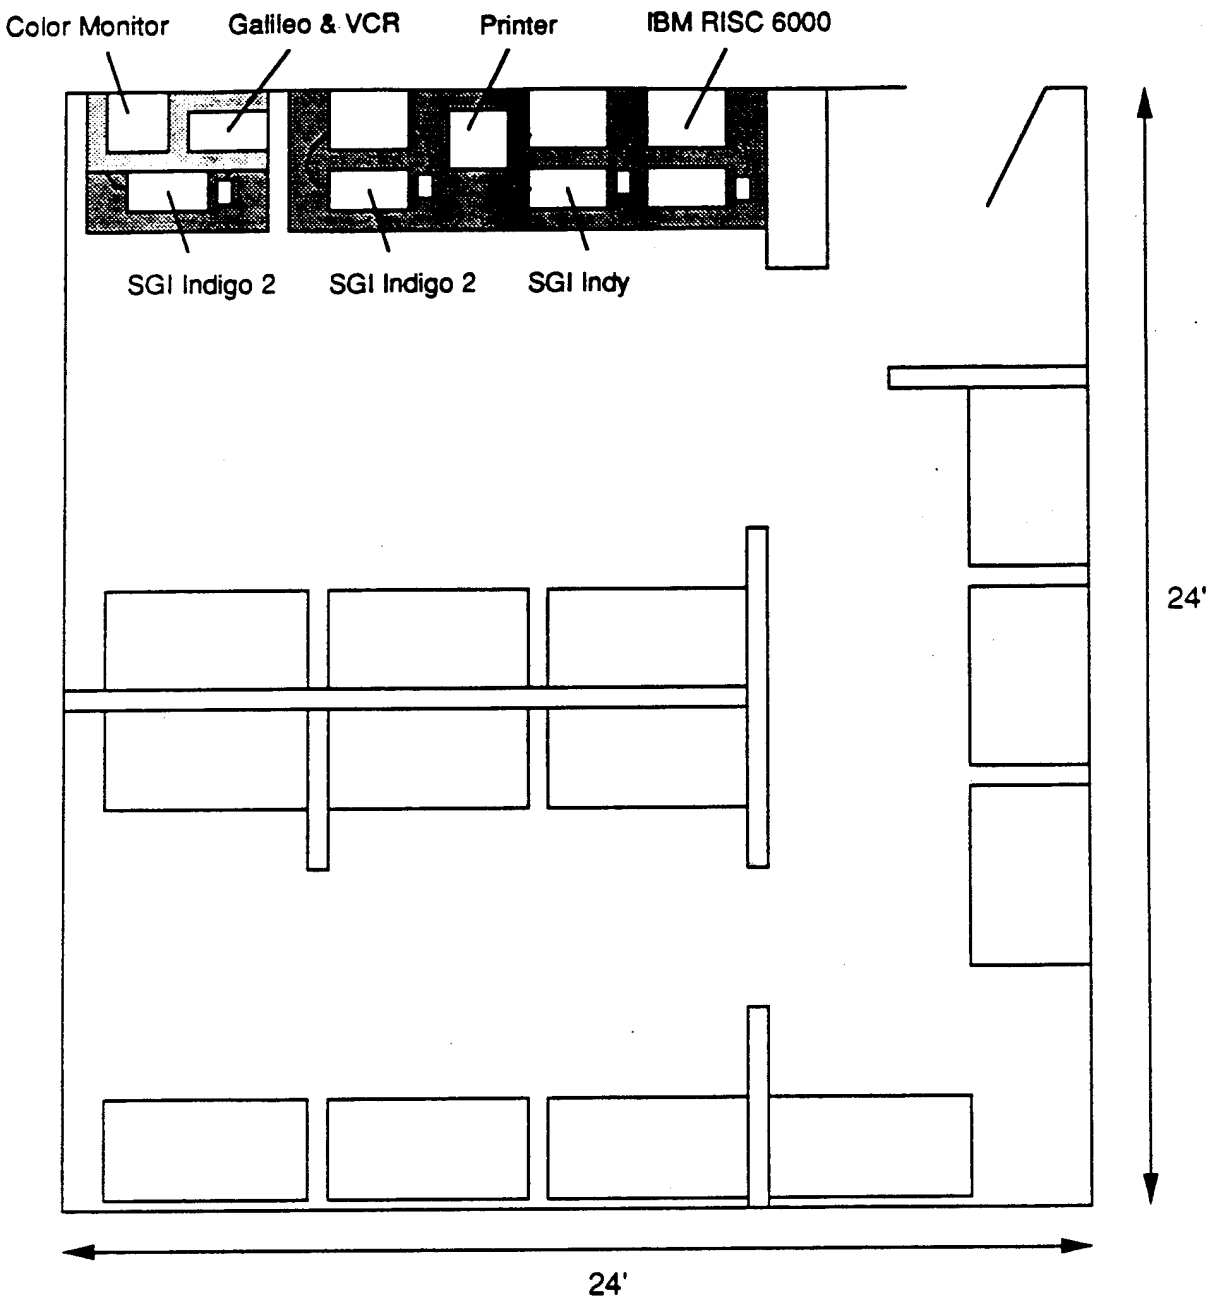 Color Monitor
Galileo & VCR
Printer
IBM RISC 6000
SGI Indigo 2
SGI Indigo 2
SGI Indy
24'
24'